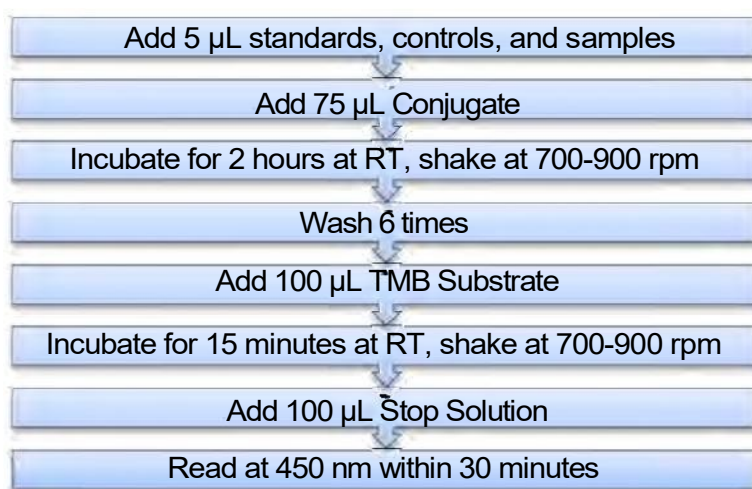 Add 5 µL standards, controls, and samples
Add 75 µL Conjugate
Incubate for 2 hours at RT, shake at 700-900 rpm
Wash 6 times
Add 100 µL TMB Substrate
Incubate for 15 minutes at RT, shake at 700-900 rpm
Add 100 µL Stop Solution
Read at 450 nm within 30 minutes